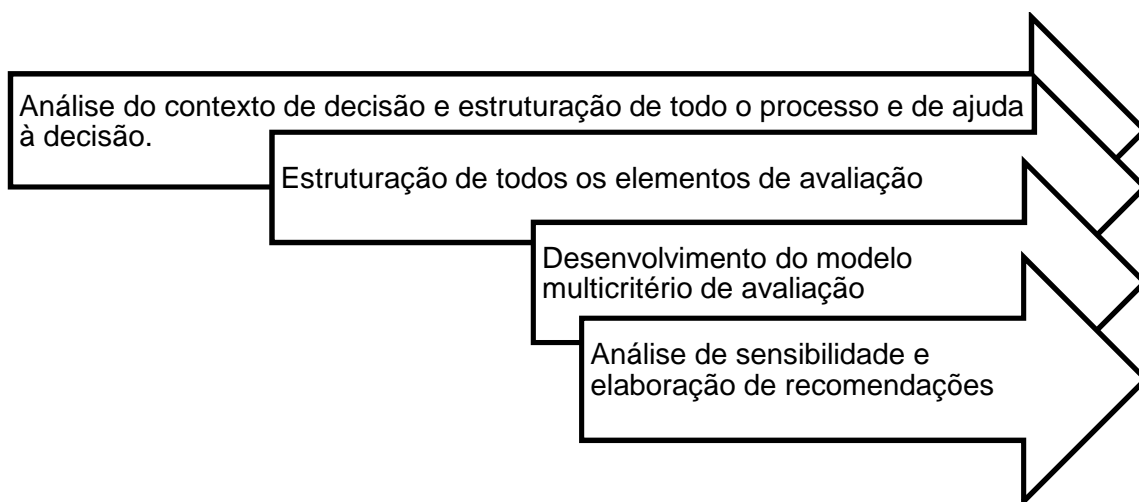 Análise do contexto de decisão e estruturação de todo o processo e de ajuda
à decisão.
Estruturação de todos os elementos de avaliação
Desenvolvimento do modelo
multicritério de avaliação
Análise de sensibilidade e
elaboração de recomendações